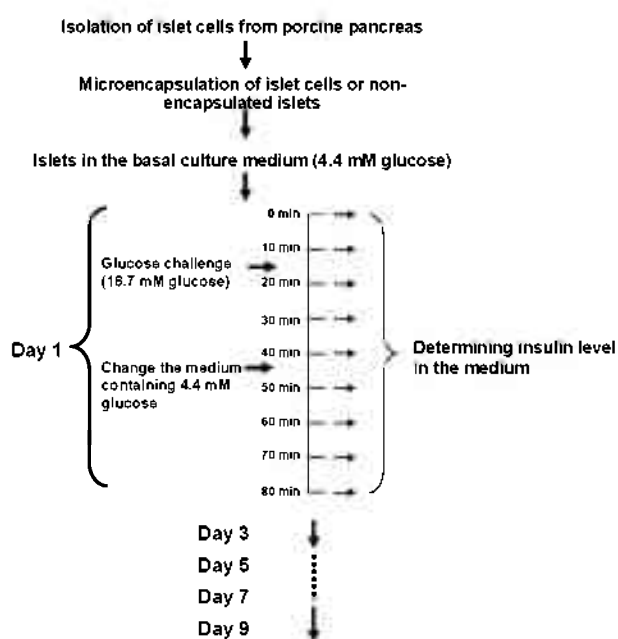 Isolation of islet cells from porcine pancreas
Microencapsulation of islet cells or non-
encapsulated islets
Islets in the basal culture medium (4.4 mM glucose)
Day 1
Glucose challenge
(16.7 mM glucose)
Change the medium
containing 4.4 mM
glucose
0 min
10 min
20 min
30 min
40 min
50 min
60 min
70 min
80 min
Determining insulin level
in the medium
Day 3
Day 5
Day 7
Day 9